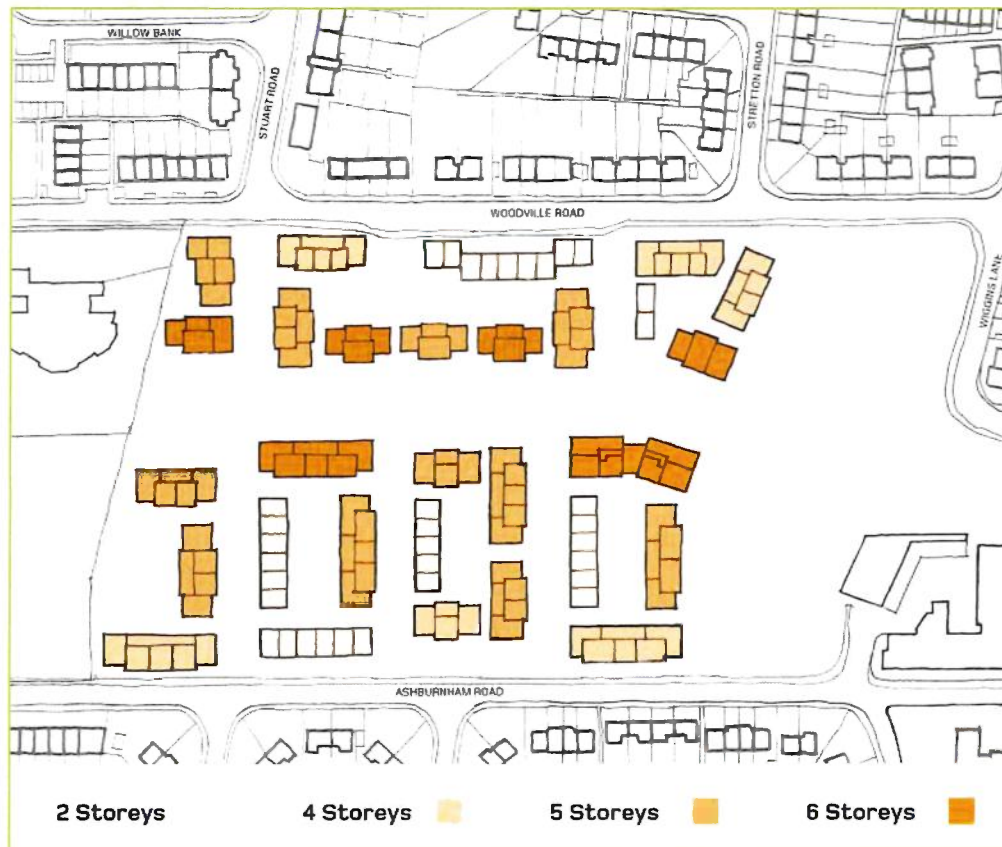 WILLOW BANK
STUART ROAD
STRETTON ROAD
WOODVILLE ROAD
WIGGINS LANE
ASHBURNHAM ROAD
2 Storeys 4 Storeys 5 Storeys 6 Storeys